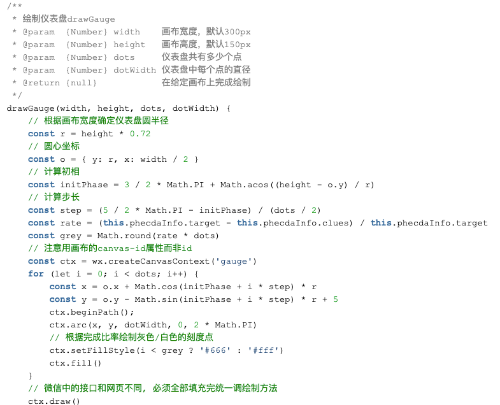 /**
 * 绘制仪表盘drawGauge
 * @param  {Number} width    画布宽度，默认300px
 * @param  {Number} height   画布高度，默认150px
 * @param  {Number} dots     仪表盘共有多少个点
 * @param  {Number} dotWidth 仪表盘中每个点的直径
 * @return {null}            在给定画布上完成绘制
 */
drawGauge(width, height, dots, dotWidth) {
    // 根据画布宽度确定仪表盘圆半径
    const r = height * 0.72
    // 圆心坐标
    const o = { y: r, x: width / 2 }
    // 计算初相
    const initPhase = 3 / 2 * Math.PI + Math.acos((height - o.y) / r)
    // 计算步长
    const step = (5 / 2 * Math.PI - initPhase) / (dots / 2)
    const rate = (this.phecdaInfo.target - this.phecdaInfo.clues) / this.phecdaInfo.target
    const grey = Math.round(rate * dots)
    // 注意用画布的canvas-id属性而非id
    const ctx = wx.createCanvasContext('gauge')
    for (let i = 0; i < dots; i++) {
        const x = o.x + Math.cos(initPhase + i * step) * r
        const y = o.y - Math.sin(initPhase + i * step) * r + 5
        ctx.beginPath();
        ctx.arc(x, y, dotWidth, 0, 2 * Math.PI)
        // 根据完成比率绘制灰色/白色的刻度点
        ctx.setFillStyle(i < grey ? '#666' : '#fff')
        ctx.fill()
    }
    // 微信中的接口和网页不同, 必须全部填充完统一调绘制方法
    ctx.draw()